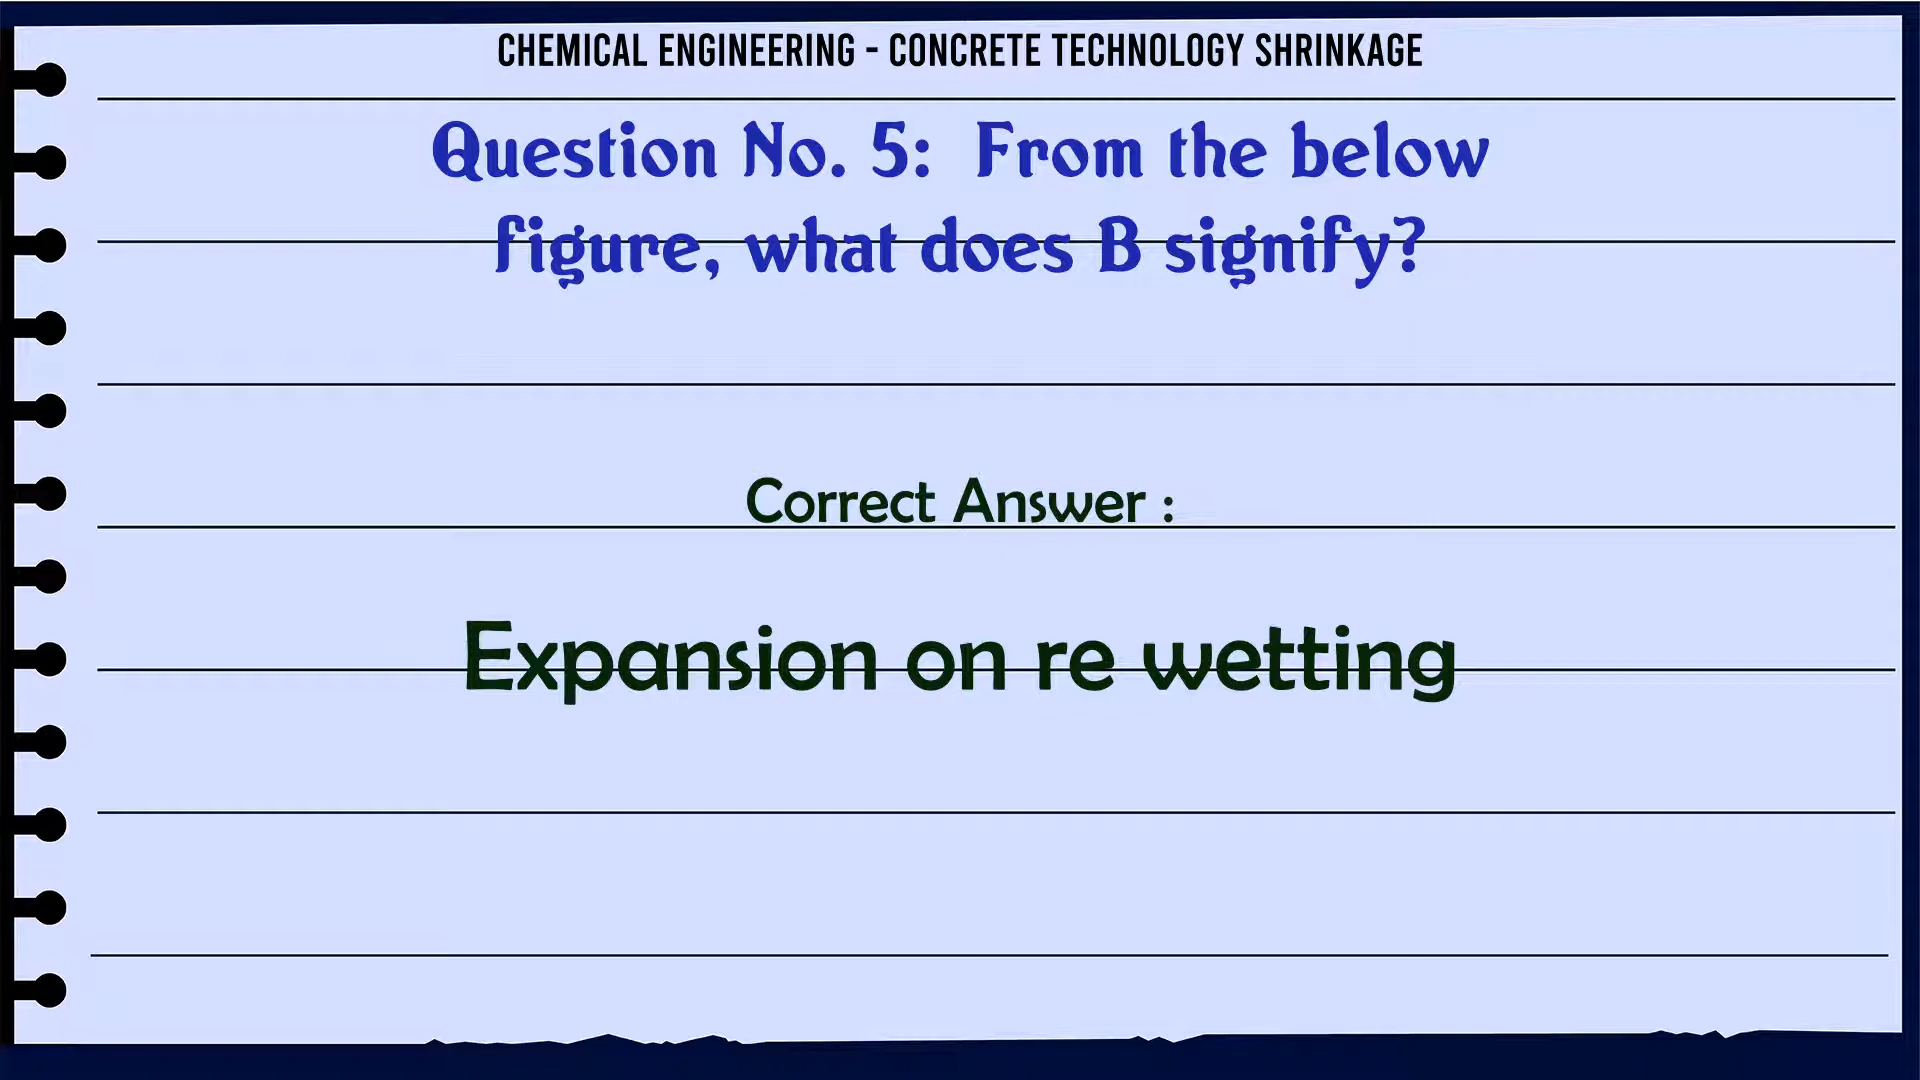 CHEMICAL ENGINEERING - CONCRETE TECHNOLOGY SHRINKAGE
Question No. 5: From the below
figure, what does B signify?
Correct Answer :
Expansion on re wetting